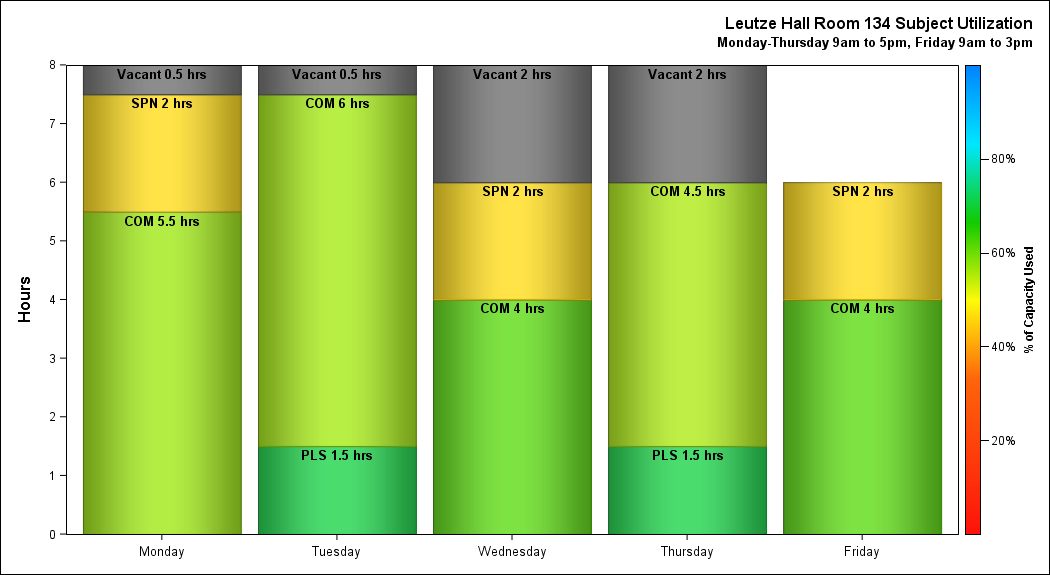 Leutze Hall Room 134 Subject Utilization
Monday-Thursday 9am to 5pm, Friday 9am to 3pm
Hours
8
7
6
5
4
3
2
1
0
Vacant 0.5 hrs
SPN 2 hrs
COM 5.5 hrs
Monday
Vacant 0.5 hrs
COM 6 hrs
PLS 1.5 hrs
Tuesday
Vacant 2 hrs
SPN 2 hrs
COM 4 hrs
Wednesday
Vacant 2 hrs
COM 4.5 hrs
PLS 1.5 hrs
Thursday
SPN 2 hrs
COM 4 hrs
Friday
80%
60%
40%
20%
% of Capacity Used